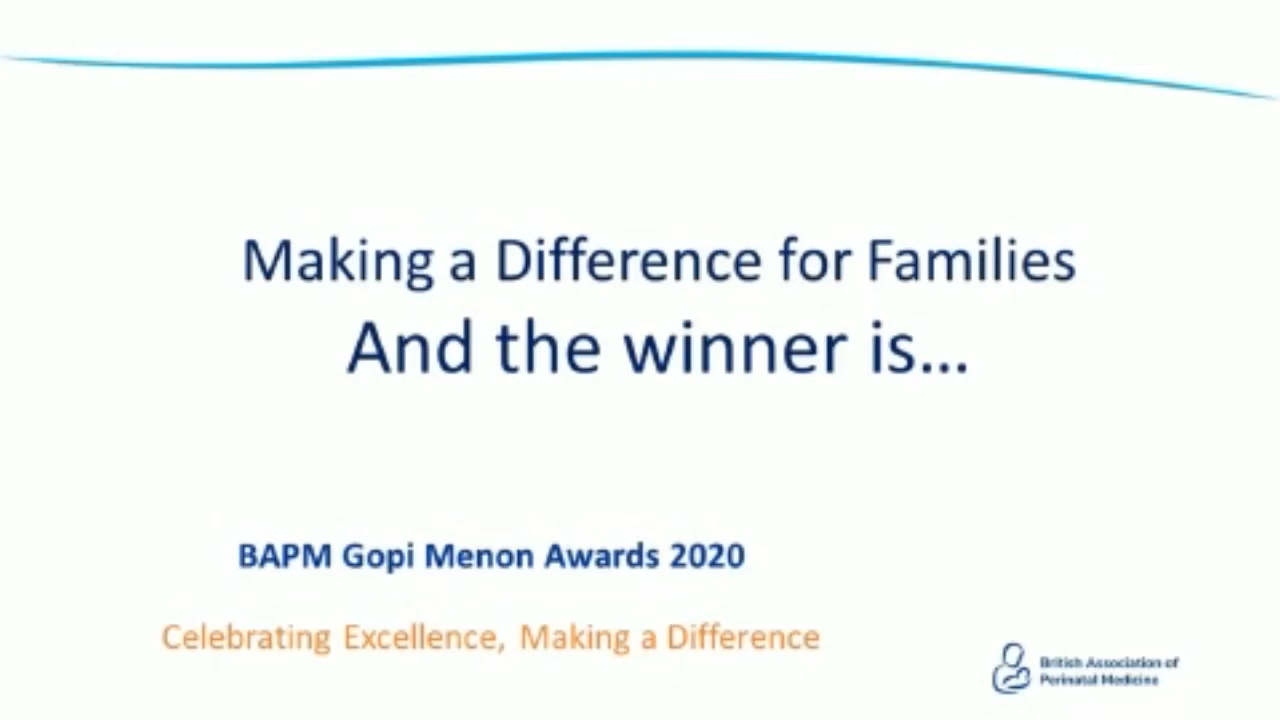 Making a Difference for Families
And the winner is...
BAPM Gopi Menon Awards 2020
Celebrating Excellence, Making a Difference
British Association of
Perinatal Medicine